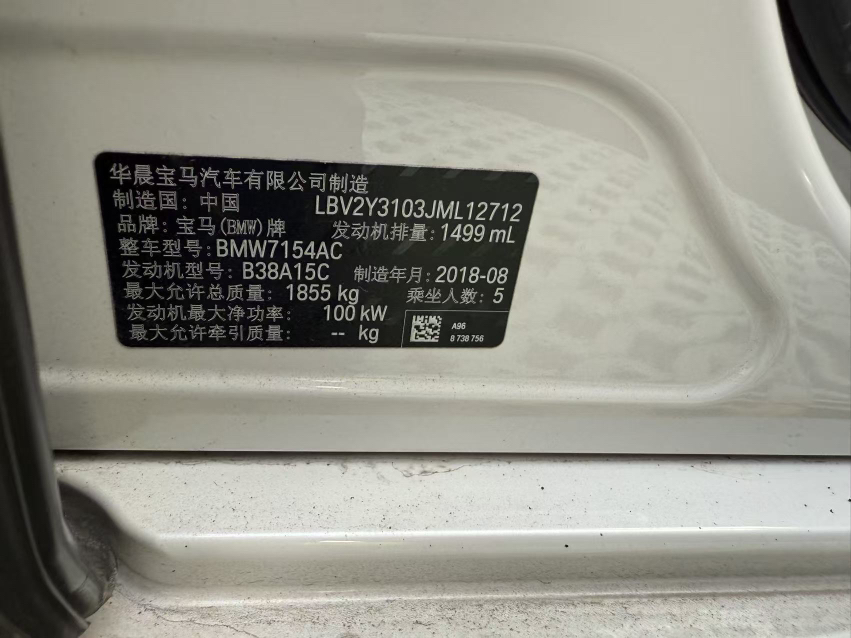 华晨宝马汽车有限公司制造
制造国: 中国 LBV2Y3103JML12712
品牌: 宝马(BMW)牌 发动机排量: 1499 mL
整车型号: BMW7154AC
发动机型号: B38A15C 制造年月: 2018-08
最大允许总质量: 1855 kg 乘坐人数: 5
发动机最大净功率: 100 kW
最大允许牵引质量: -- kg
A96
8 738 756